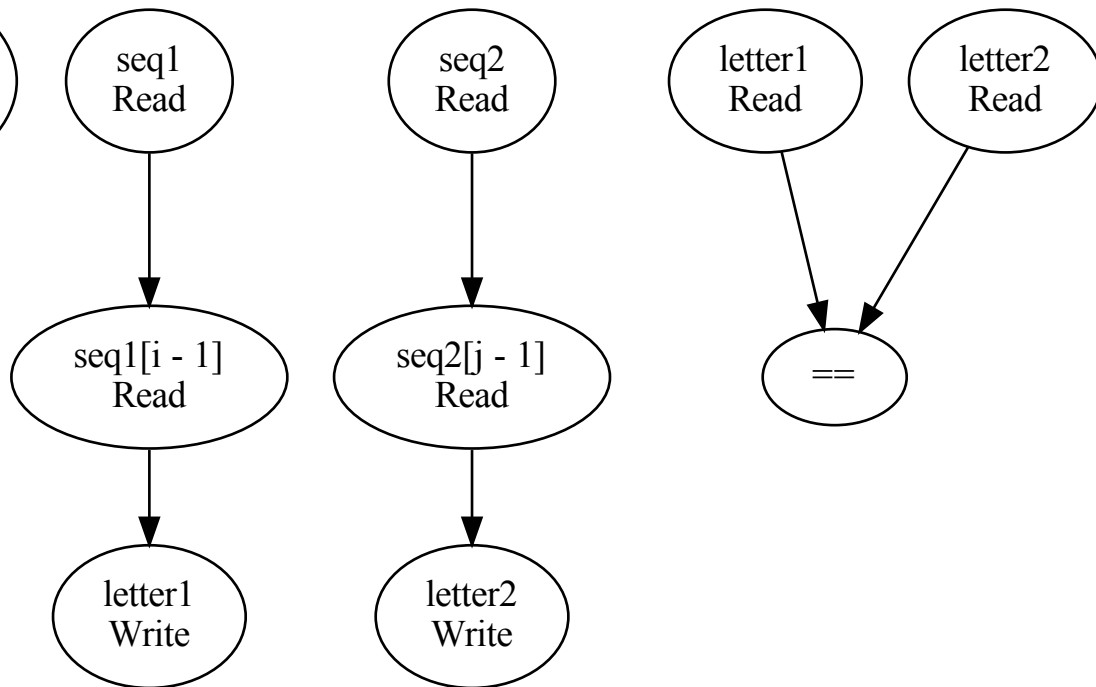 seq1
Read
seq2
Read
letter1
Read
letter2
Read
seq1[i - 1]
Read
seq2[j - 1]
Read
==
letter1
Write
letter2
Write